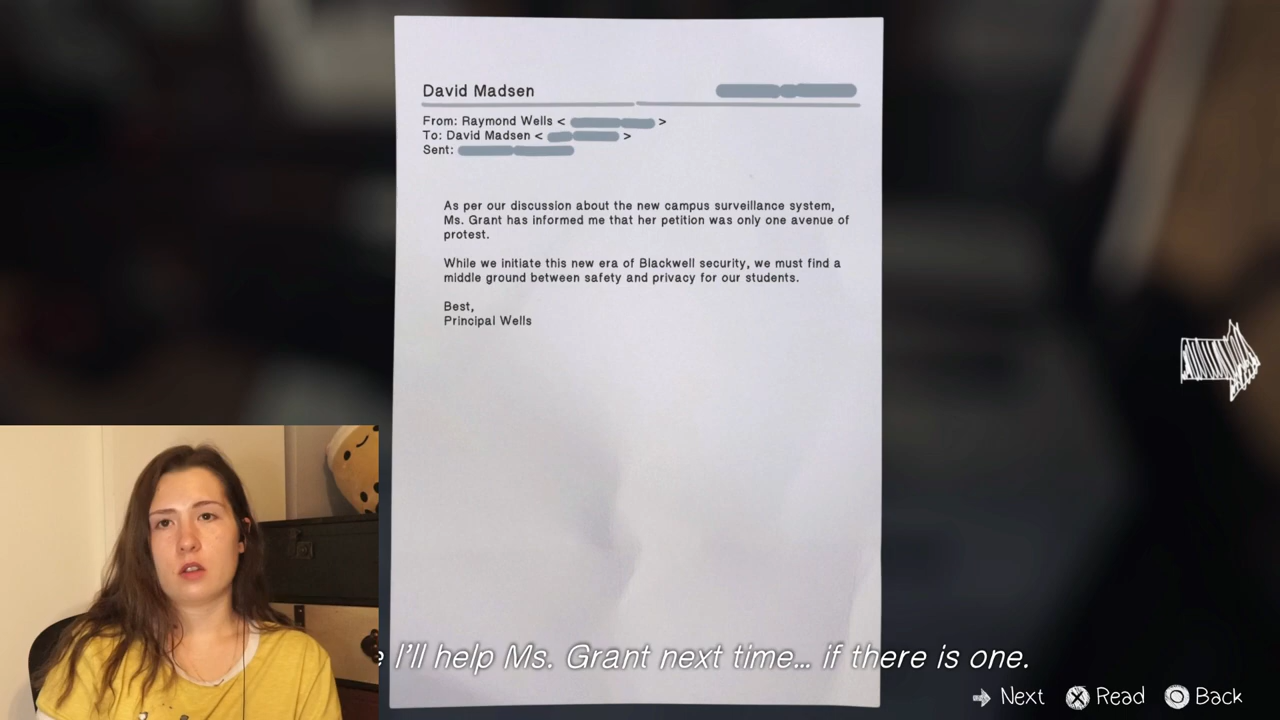 David Madsen
From: Raymond Wells < >
To: David Madsen < >
Sent:
As per our discussion about the new campus surveillance system,
Ms. Grant has informed me that her petition was only one avenue of
protest.
While we initiate this new era of Blackwell security, we must find a
middle ground between safety and privacy for our students.
Best,
Principal Wells
I'll help Ms. Grant next time... if there is one.
Next Read Back